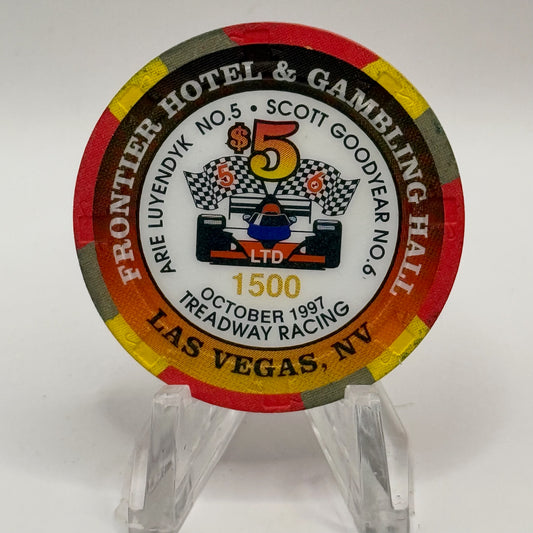 FRONTIER HOTEL & GAMBLING HALL
ARIE LUYENDYK NO.5 • SCOTT GOODYEAR NO.6
$5
5 6
LTD
1500
OCTOBER 1997
TREADWAY RACING
LAS VEGAS, NV